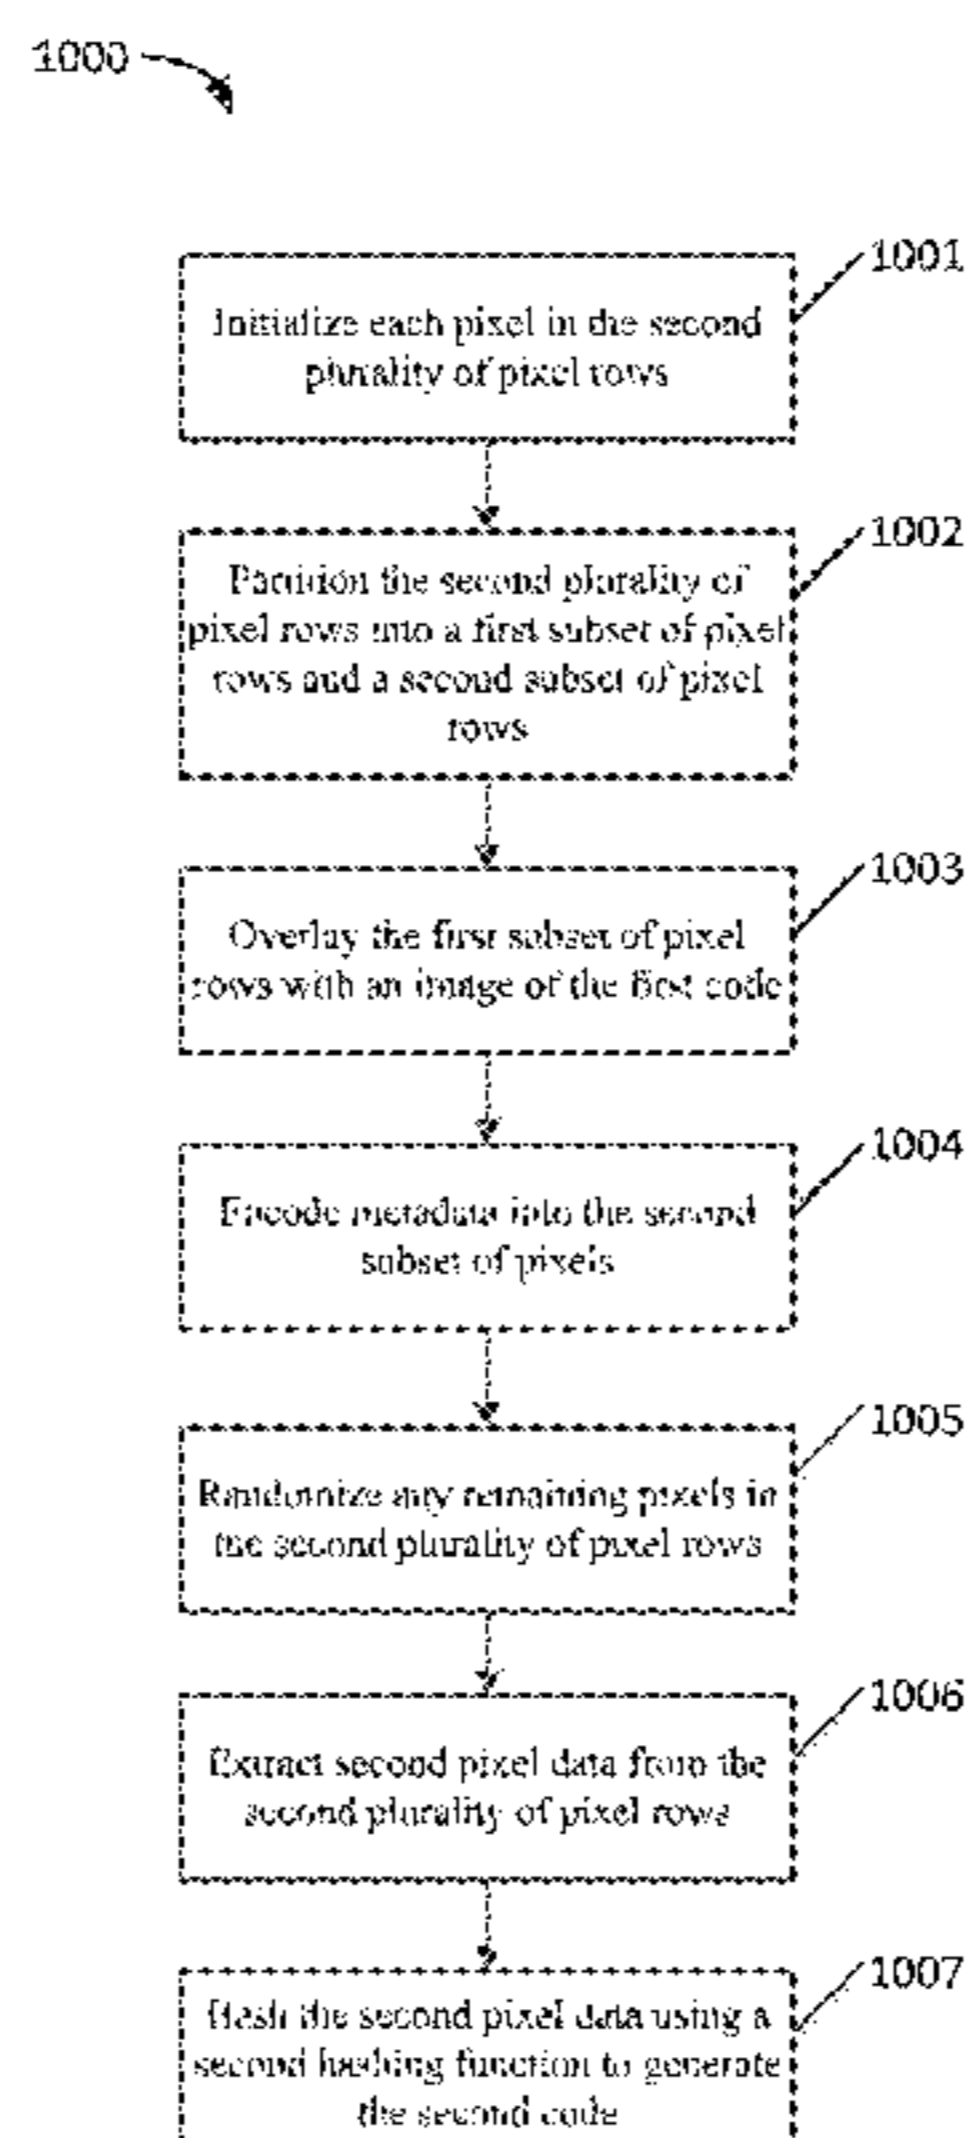 1000
1001
Initialize each pixel in the second
plurality of pixel rows
1002
Partition the second plurality of
pixel rows into a first subset of pixel
rows and a second subset of pixel
rows
1003
Overlay the first subset of pixel
rows with an image of the first code
1004
Encode metadata into the second
subset of pixels
1005
Randomize any remaining pixels in
the second plurality of pixel rows
1006
Extract second pixel data from the
second plurality of pixel rows
1007
Hash the second pixel data using a
second hashing function to generate
the second code